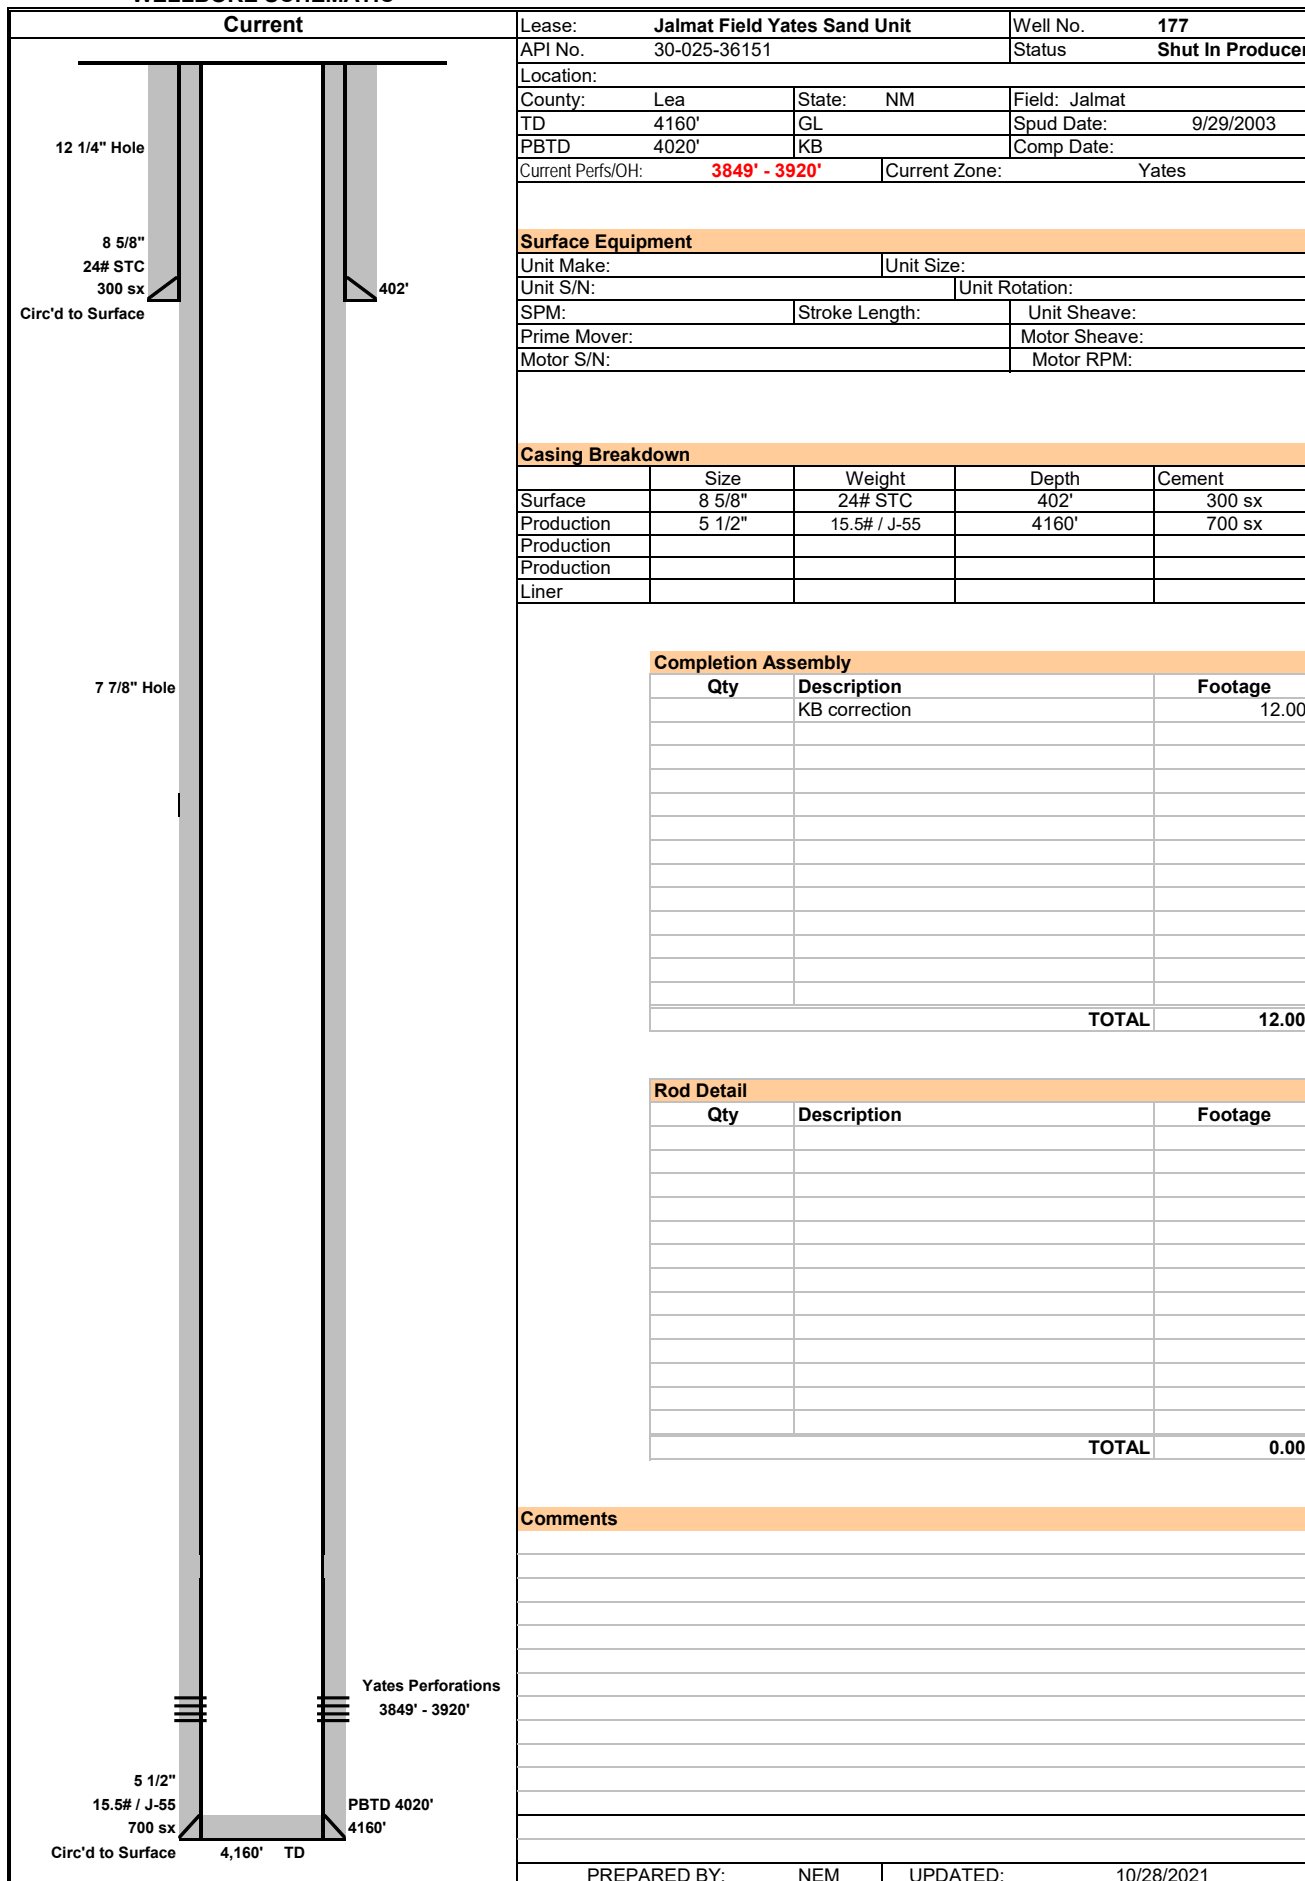 WELLBORE SCHEMATIC
Current
Lease: Jalmat Field Yates Sand Unit Well No. 177
API No. 30-025-36151 Status Shut In Producer
Location:
County: Lea State: NM Field: Jalmat
TD 4160' GL Spud Date: 9/29/2003
PBTD 4020' KB Comp Date:
Current Perfs/OH: 3849' - 3920' Current Zone: Yates
12 1/4" Hole
8 5/8"
24# STC
300 sx 402'
Circ'd to Surface
Surface Equipment
Unit Make: Unit Size:
Unit S/N: Unit Rotation:
SPM: Stroke Length: Unit Sheave:
Prime Mover: Motor Sheave:
Motor S/N: Motor RPM:
Casing Breakdown
Size Weight Depth Cement
Surface 8 5/8" 24# STC 402' 300 sx
Production 5 1/2" 15.5# / J-55 4160' 700 sx
Production
Production
Liner
7 7/8" Hole
Completion Assembly
Qty Description Footage
KB correction 12.00
TOTAL 12.00
Rod Detail
Qty Description Footage
TOTAL 0.00
Comments
Yates Perforations
3849' - 3920'
5 1/2"
15.5# / J-55 PBTD 4020'
700 sx 4160'
Circ'd to Surface 4,160' TD
PREPARED BY: NEM UPDATED: 10/28/2021